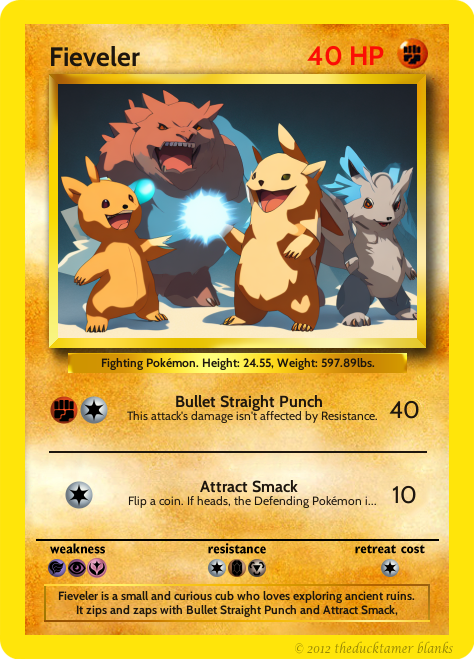 Fieveler
40 HP
Fighting Pokémon. Height: 24.55, Weight: 597.89lbs.
Bullet Straight Punch
This attack's damage isn't affected by Resistance.
40
Attract Smack
Flip a coin. If heads, the Defending Pokémon i...
10
weakness
resistance
retreat cost
Fieveler is a small and curious cub who loves exploring ancient ruins.
It zips and zaps with Bullet Straight Punch and Attract Smack,
© 2012 theducktamer blanks